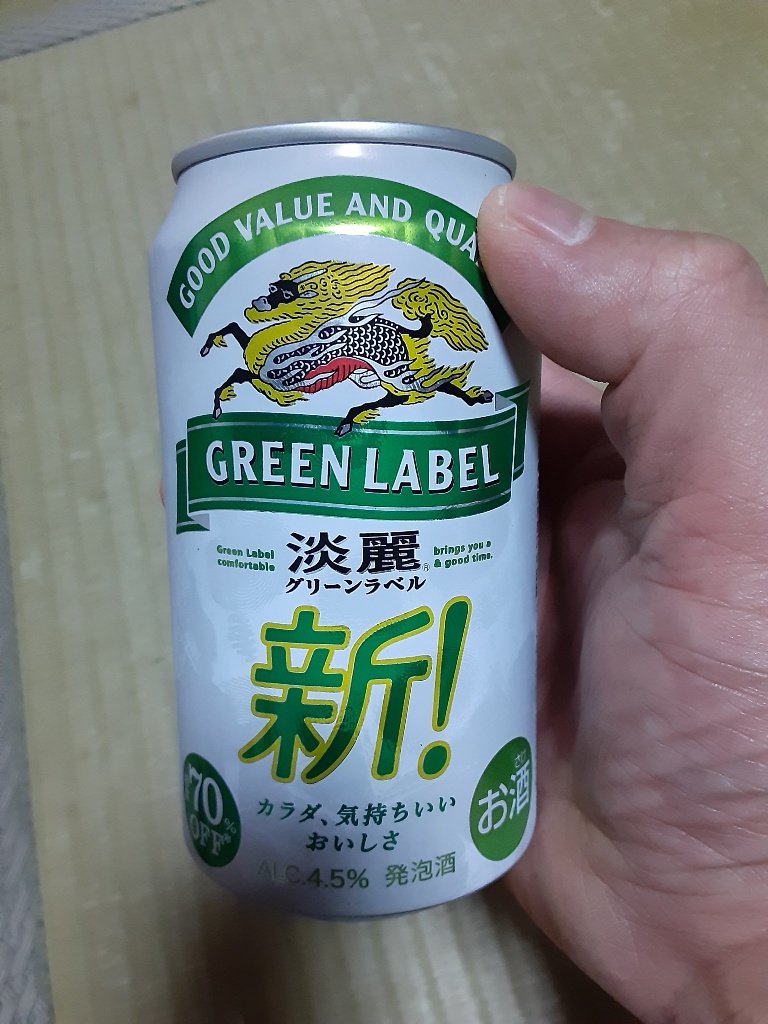 GOOD VALUE AND
GREEN LABEL
Green Label
comfortable
淡麗®
brings you a
& good time.
グリーンラベル
新!
70%
OFF*
カラダ、気持ちいい
おいしさ
さけ
お酒
ALC.4.5% 発泡酒